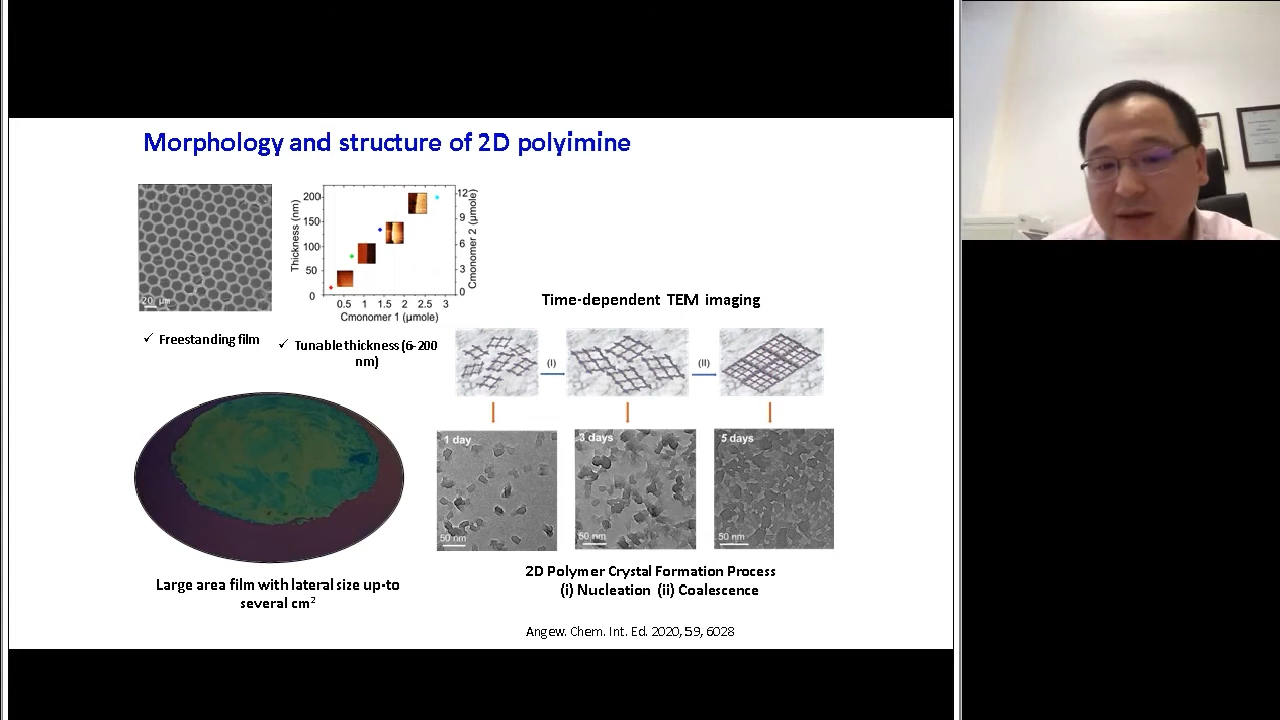 Morphology and structure of 2D polyimine
20 µm
Thickness (nm)
200
150
100
50
0
12
9
6
3
0
Cmonomer 2 (µmole)
0.5 1 1.5 2 2.5 3
Cmonomer 1 (µmole)
✓ Freestanding film
✓ Tunable thickness (6-200
nm)
Time-dependent TEM imaging
(I)
(II)
1 day
3 days
5 days
50 nm
50 nm
50 nm
Large area film with lateral size up-to
several cm²
2D Polymer Crystal Formation Process
(i) Nucleation (ii) Coalescence
Angew. Chem. Int. Ed. 2020, 59, 6028